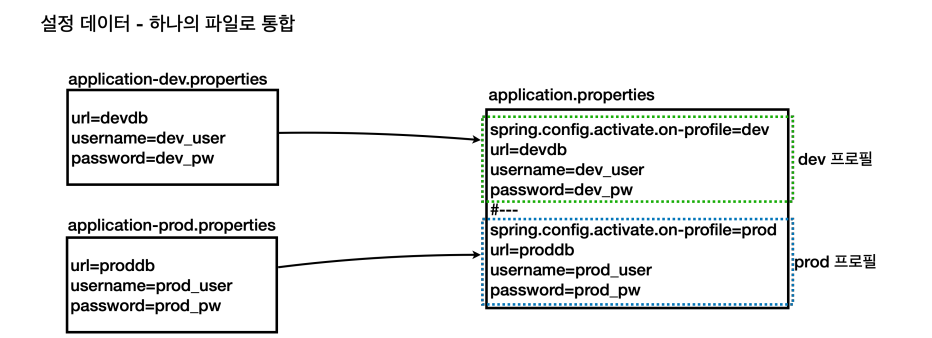 설정 데이터 - 하나의 파일로 통합
application-dev.properties
url=devdb
username=dev_user
password=dev_pw
application-prod.properties
url=proddb
username=prod_user
password=prod_pw
application.properties
spring.config.activate.on-profile=dev
url=devdb
username=dev_user
password=dev_pw
#---
spring.config.activate.on-profile=prod
url=proddb
username=prod_user
password=prod_pw
dev 프로필
prod 프로필